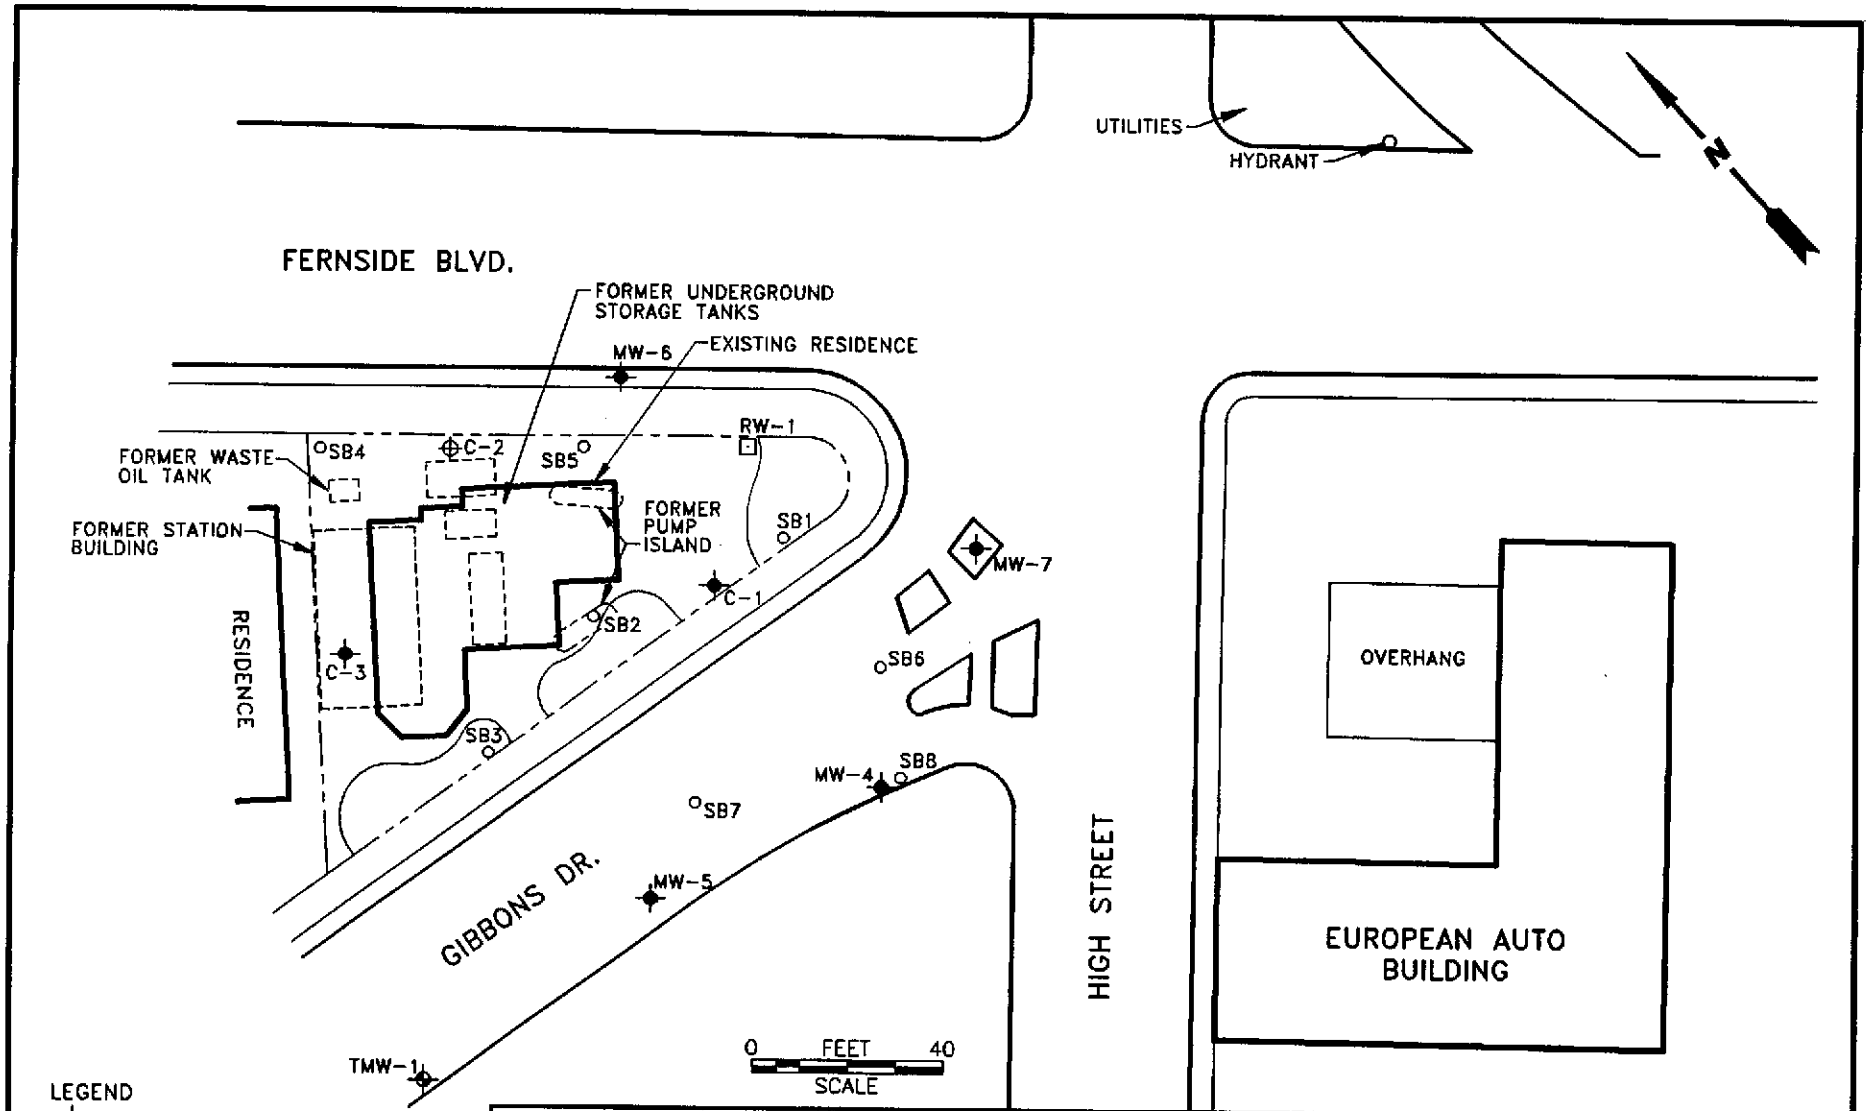 UTILITIES
HYDRANT
N
FERNSIDE BLVD.
FORMER UNDERGROUND
STORAGE TANKS
EXISTING RESIDENCE
MW-6
RW-1
SB4
C-2
SB5
FORMER WASTE
OIL TANK
FORMER STATION
BUILDING
FORMER
PUMP
ISLAND
SB1
MW-7
C-1
SB2
RESIDENCE
C-3
SB6
OVERHANG
SB3
MW-4
SB8
SB7
GIBBONS DR.
MW-5
HIGH STREET
EUROPEAN AUTO
BUILDING
0 FEET 40
SCALE
TMW-1
LEGEND